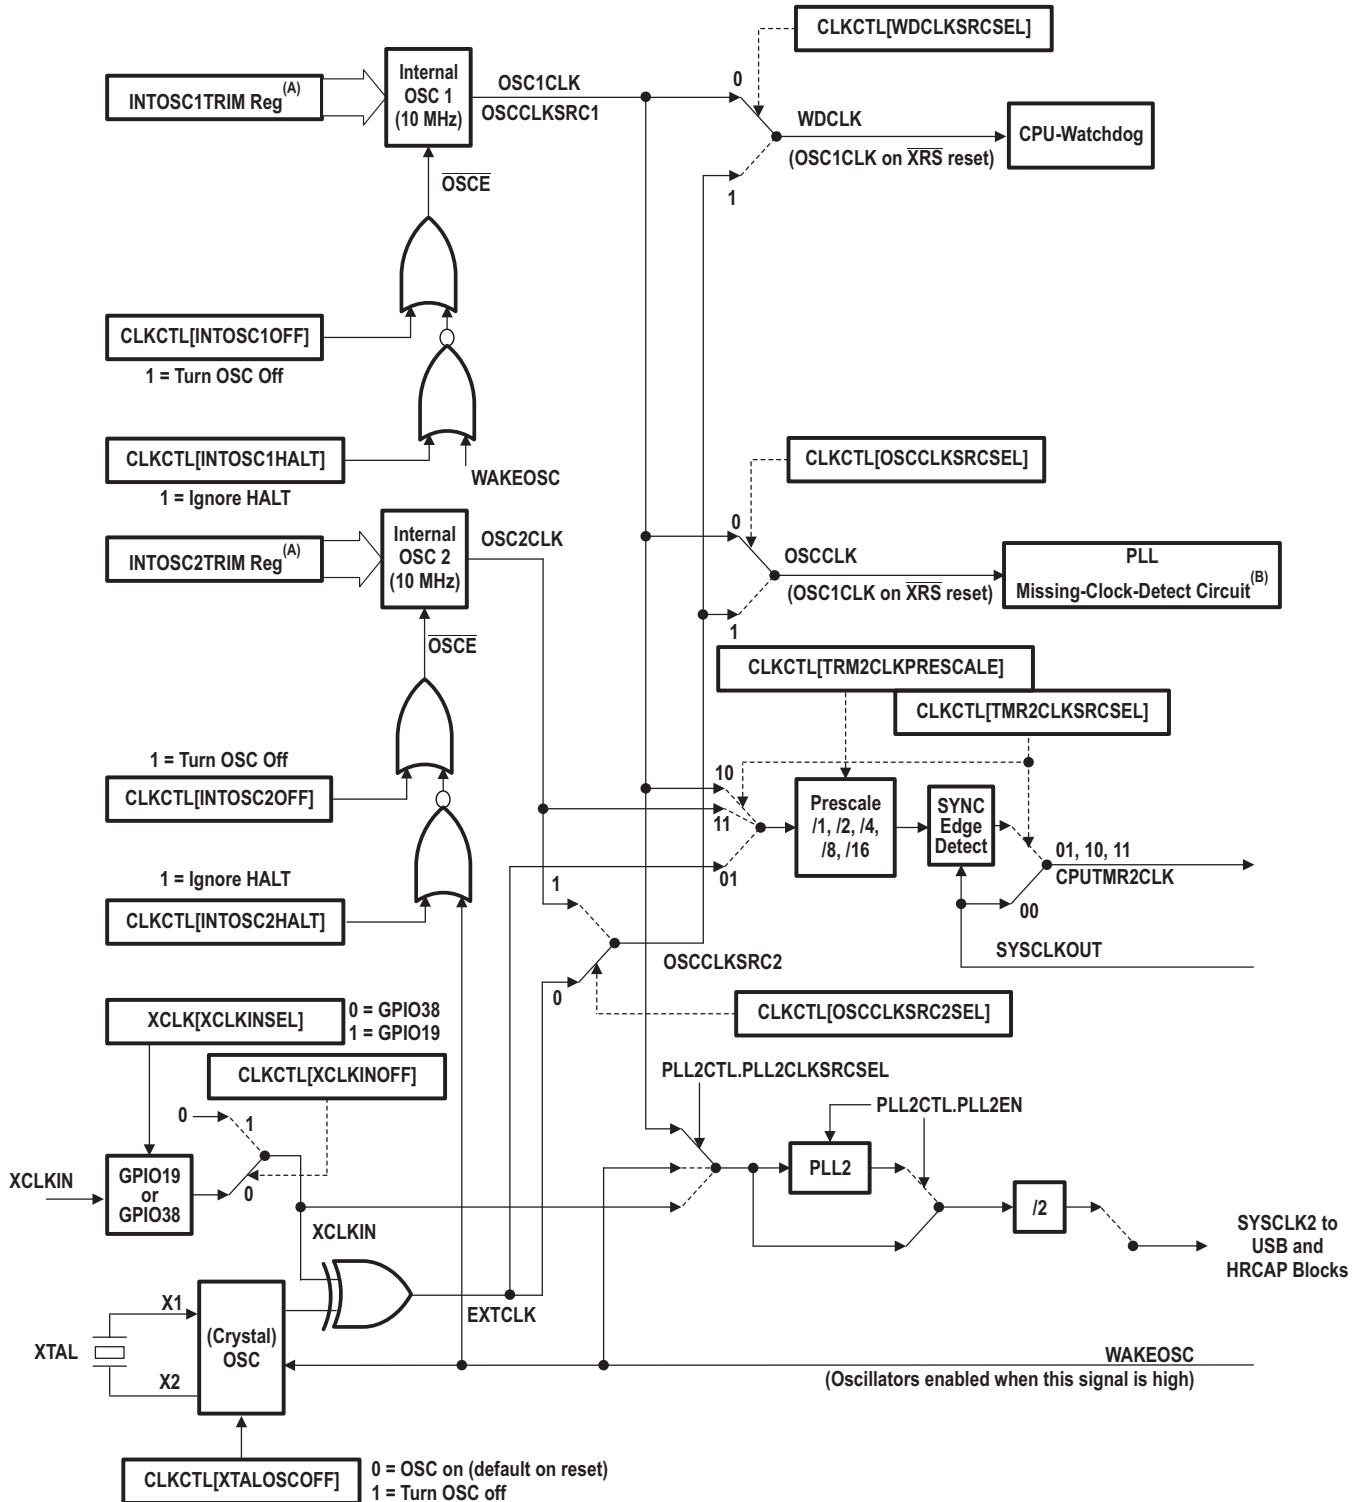 CLKCTL[WDCLKSRCSEL]
INTOSC1TRIM Reg(A)
Internal
OSC 1
(10 MHz)
OSC1CLK
OSCCLKSRC1
0
1
WDCLK
(OSC1CLK on XRS reset)
CPU-Watchdog
OSCE
CLKCTL[INTOSC1OFF]
1 = Turn OSC Off
CLKCTL[INTOSC1HALT]
1 = Ignore HALT
WAKEOSC
CLKCTL[OSCCLKSRCSEL]
INTOSC2TRIM Reg(A)
Internal
OSC 2
(10 MHz)
OSC2CLK
0
1
OSCCLK
(OSC1CLK on XRS reset)
PLL
Missing-Clock-Detect Circuit(B)
OSCE
CLKCTL[TRM2CLKPRESCALE]
CLKCTL[TMR2CLKSRCSEL]
1 = Turn OSC Off
CLKCTL[INTOSC2OFF]
10
11
01
Prescale
/1, /2, /4,
/8, /16
SYNC
Edge
Detect
01, 10, 11
CPUTMR2CLK
00
SYSCLKOUT
1 = Ignore HALT
CLKCTL[INTOSC2HALT]
1
0
OSCCLKSRC2
CLKCTL[OSCCLKSRC2SEL]
XCLK[XCLKINSEL]
0 = GPIO38
1 = GPIO19
CLKCTL[XCLKINOFF]
0
1
0
XCLKIN
GPIO19
or
GPIO38
XCLKIN
PLL2CTL.PLL2CLKSRCSEL
PLL2CTL.PLL2EN
PLL2
/2
SYSCLK2 to
USB and
HRCAP Blocks
EXTCLK
XTAL
X1
X2
(Crystal)
OSC
WAKEOSC
(Oscillators enabled when this signal is high)
CLKCTL[XTALOSCOFF]
0 = OSC on (default on reset)
1 = Turn OSC off